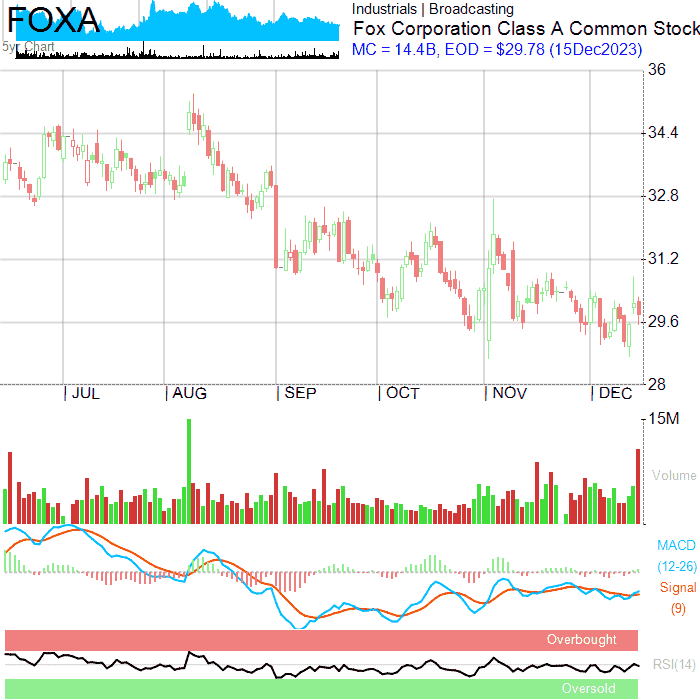 FOXA
5yr Chart
Industrials | Broadcasting
Fox Corporation Class A Common Stock
MC = 14.4B, EOD = $29.78 (15Dec2023)
36
34.4
32.8
31.2
29.6
28
| JUL | AUG | SEP | OCT | NOV | DEC
15M
Volume
MACD
(12-26)
Signal
(9)
Overbought
RSI(14)
Oversold